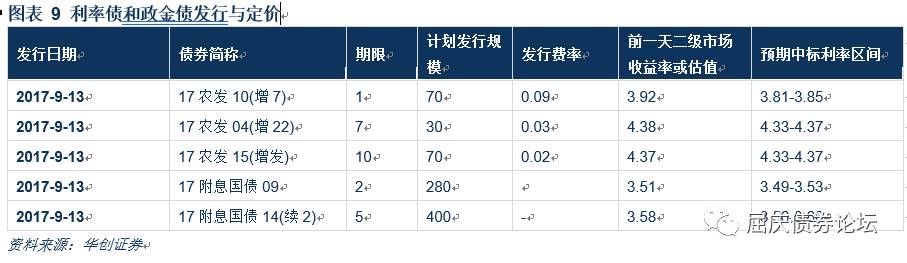 图表 9 利率债和政金债发行与定价
发行日期 债券简称 期限 计划发行规模 发行费率 前一天二级市场收益率或估值 预期中标利率区间
2017-9-13 17 农发 10(增 7) 1 70 0.09 3.92 3.81-3.85
2017-9-13 17 农发 04(增 22) 7 30 0.03 4.38 4.33-4.37
2017-9-13 17 农发 15(增发) 10 70 0.02 4.37 4.33-4.37
2017-9-13 17 附息国债 09 2 280 3.51 3.49-3.53
2017-9-13 17 附息国债 14(续 2) 5 400 - 3.58
屈庆债券论坛
资料来源：华创证券